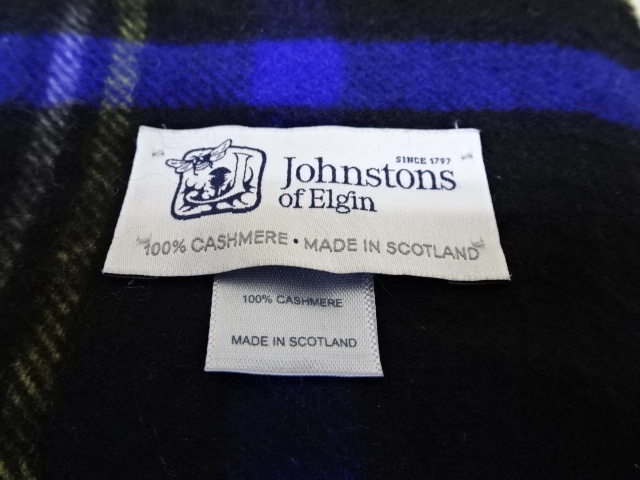 SINCE 1797
Johnstons
of Elgin
100% CASHMERE • MADE IN SCOTLAND
100% CASHMERE
MADE IN SCOTLAND